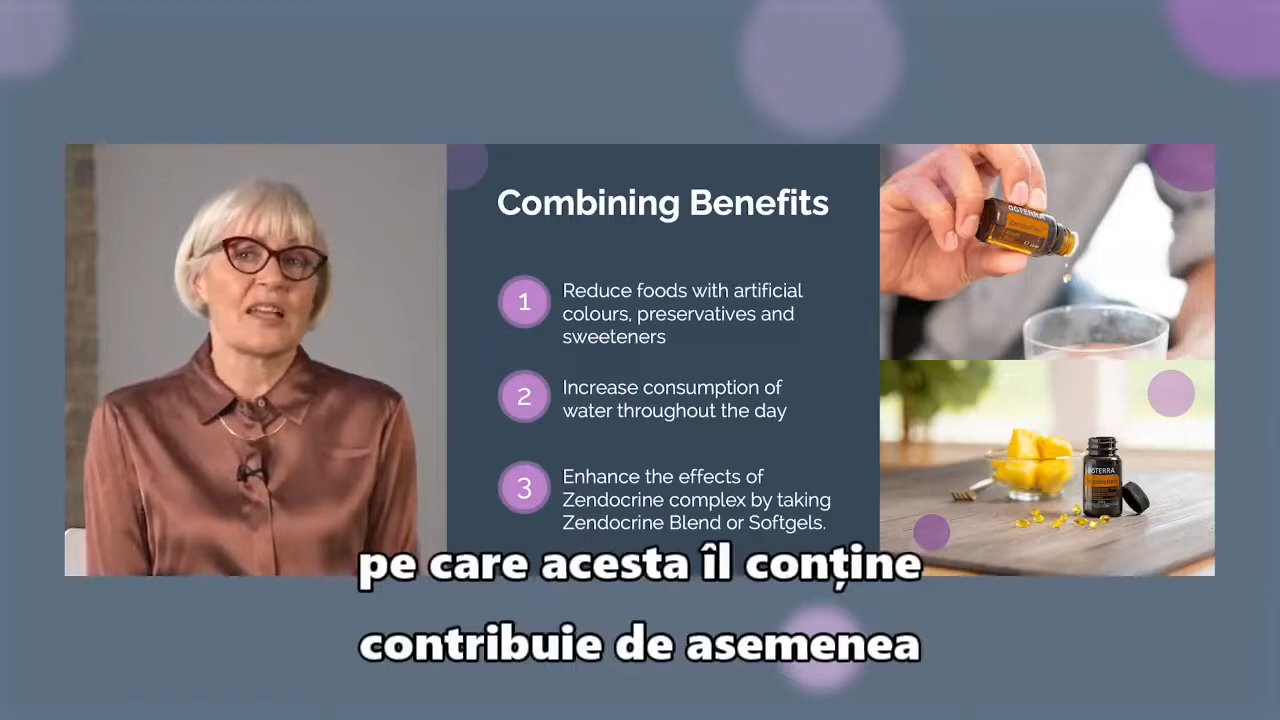 Combining Benefits
1
Reduce foods with artificial
colours, preservatives and
sweeteners
2
Increase consumption of
water throughout the day
3
Enhance the effects of
Zendocrine complex by taking
Zendocrine Blend or Softgels.
dōTERRA
dōTERRA
pe care acesta îl conține
contribuie de asemenea